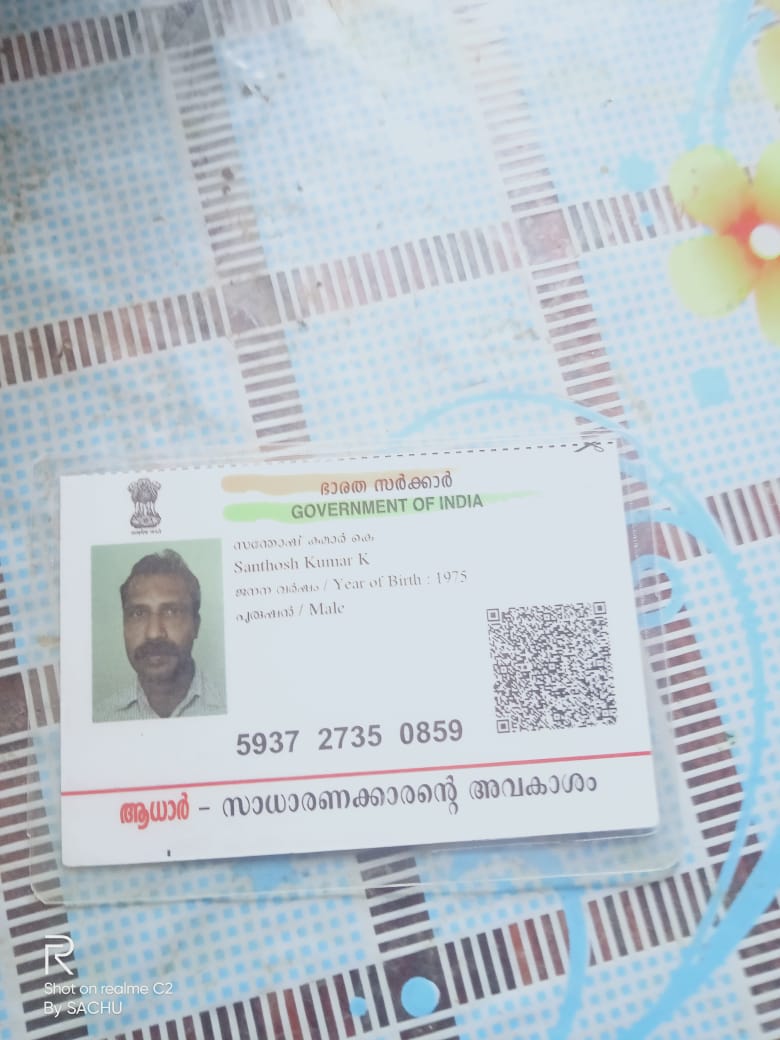 ഭാരത സർക്കാർ
GOVERNMENT OF INDIA
സന്തോഷ് കുമാർ കെ
Santhosh Kumar K
ജനന വർഷം / Year of Birth : 1975
പുരുഷൻ / Male
5937 2735 0859
ആധാർ – സാധാരണക്കാരന്റെ അവകാശം
R
Shot on realme C2
By SACHU